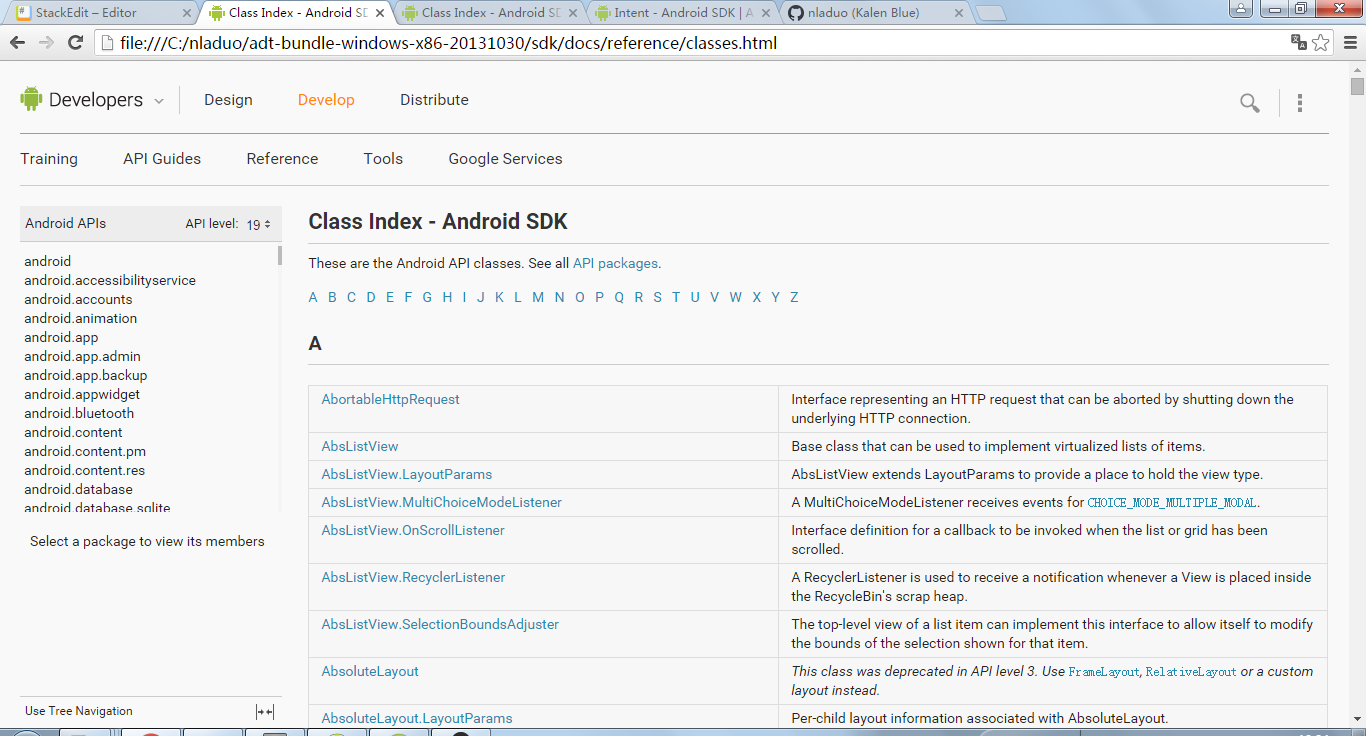 StackEdit – Editor
Class Index - Android SD
Class Index - Android SD
Intent - Android SDK | A
nladuo (Kalen Blue)
file:///C:/nladuo/adt-bundle-windows-x86-20131030/sdk/docs/reference/classes.html
Developers Design Develop Distribute
Training API Guides Reference Tools Google Services
Android APIs API level: 19
android
android.accessibilityservice
android.accounts
android.animation
android.app
android.app.admin
android.app.backup
android.appwidget
android.bluetooth
android.content
android.content.pm
android.content.res
android.database
android.database.sqlite
Select a package to view its members
Use Tree Navigation
Class Index - Android SDK
These are the Android API classes. See all API packages.
A B C D E F G H I J K L M N O P Q R S T U V W X Y Z
A
AbortableHttpRequest Interface representing an HTTP request that can be aborted by shutting down the
underlying HTTP connection.
AbsListView Base class that can be used to implement virtualized lists of items.
AbsListView.LayoutParams AbsListView extends LayoutParams to provide a place to hold the view type.
AbsListView.MultiChoiceModeListener A MultiChoiceModeListener receives events for CHOICE_MODE_MULTIPLE_MODAL.
AbsListView.OnScrollListener Interface definition for a callback to be invoked when the list or grid has been
scrolled.
AbsListView.RecyclerListener A RecyclerListener is used to receive a notification whenever a View is placed inside
the RecycleBin's scrap heap.
AbsListView.SelectionBoundsAdjuster The top-level view of a list item can implement this interface to allow itself to modify
the bounds of the selection shown for that item.
AbsoluteLayout This class was deprecated in API level 3. Use FrameLayout, RelativeLayout or a custom
layout instead.
AbsoluteLayout.LayoutParams Per-child layout information associated with AbsoluteLayout.